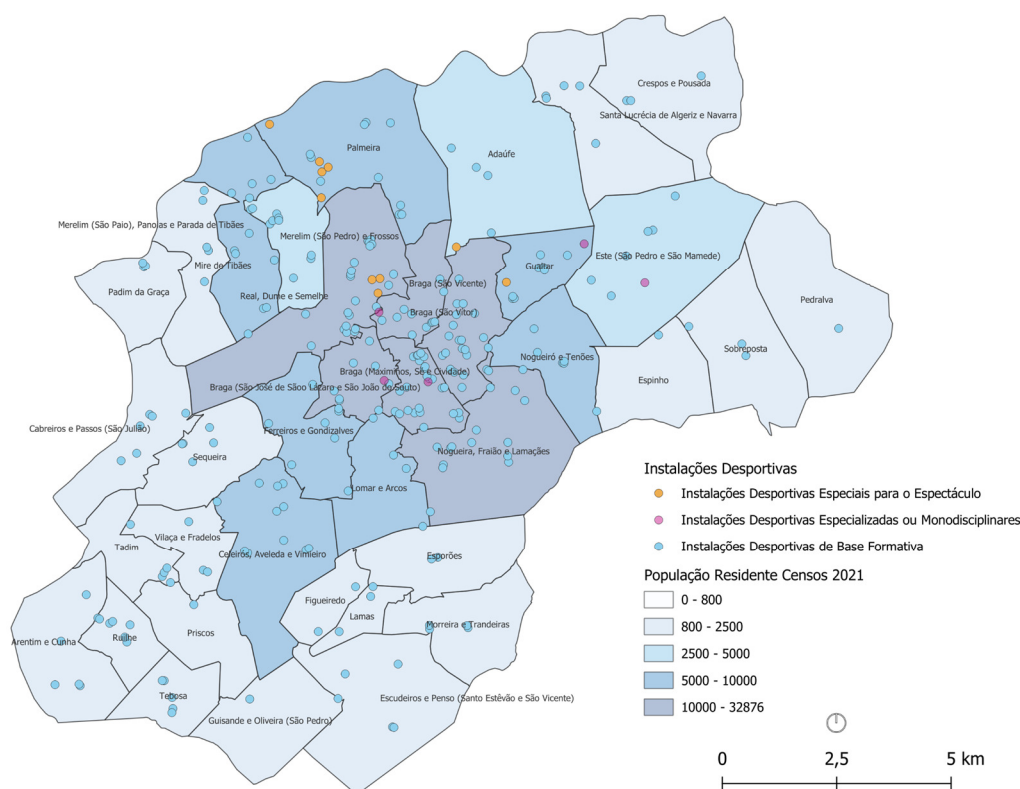 Crespos e Pousada
Santa Lucrécia de Algeriz e Navarra
Palmeira
Adaúfe
Merelim (São Paio), Panoias e Parada de Tibães
Merelim (São Pedro) e Frossos
Mire de Tibães
Gualtar
Este (São Pedro e São Mamede)
Padim da Graça
Real, Dume e Semelhe
Braga (São Vicente)
Pedralva
Braga (São Vítor)
Nogueiró e Tenões
Sobreposta
Espinho
Braga (Maximinos, Sé e Cividade)
Braga (São José de São Lázaro e São João do Souto)
Cabreiros e Passos (São Julião)
Ferreiros e Gondizalves
Nogueira, Fraião e Lamaçães
Sequeira
Lomar e Arcos
Vilaça e Fradelos
Tadim
Celeirós, Aveleda e Vimieiro
Esporões
Figueiredo
Lamas
Morreira e Trandeiras
Arentim e Cunha
Ruilhe
Priscos
Tebosa
Guisande e Oliveira (São Pedro)
Escudeiros e Penso (Santo Estêvão e São Vicente)
Instalações Desportivas
Instalações Desportivas Especiais para o Espectáculo
Instalações Desportivas Especializadas ou Monodisciplinares
Instalações Desportivas de Base Formativa
População Residente Censos 2021
0 - 800
800 - 2500
2500 - 5000
5000 - 10000
10000 - 32876
0 2,5 5 km